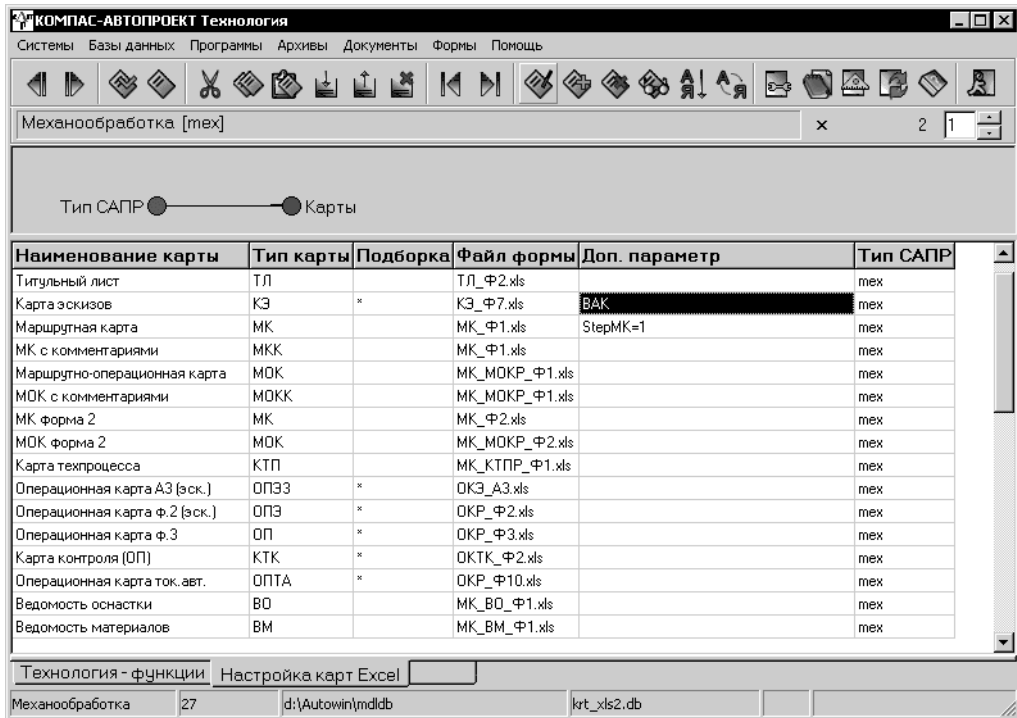 КОМПАС-АВТОПРОЕКТ Технология
Системы Базы данных Программы Архивы Документы Формы Помощь
Механообработка [mex] × 2 1
Тип САПР Карты
Наименование карты Тип карты Подборка Файл формы Доп. параметр Тип САПР
Титульный лист ТЛ ТЛ_Ф2.xls mex
Карта эскизов КЭ * КЭ_Ф7.xls ВАК mex
Маршрутная карта МК МК_Ф1.xls StepMK=1 mex
МК с комментариями МКК МК_Ф1.xls mex
Маршрутно-операционная карта МОК МК_МОКР_Ф1.xls mex
МОК с комментариями МОКК МК_МОКР_Ф1.xls mex
МК форма 2 МК МК_Ф2.xls mex
МОК форма 2 МОК МК_МОКР_Ф2.xls mex
Карта техпроцесса КТП МК_КТПР_Ф1.xls mex
Операционная карта А3 (эск.) ОПЭ3 * ОКЭ_А3.xls mex
Операционная карта ф.2 (эск.) ОПЭ * ОКР_Ф2.xls mex
Операционная карта ф.3 ОП * ОКР_Ф3.xls mex
Карта контроля (ОП) КТК * ОКТК_Ф2.xls mex
Операционная карта ток.авт. ОПТА * ОКР_Ф10.xls mex
Ведомость оснастки ВО МК_ВО_Ф1.xls mex
Ведомость материалов ВМ МК_ВМ_Ф1.xls mex
Технология - функции Настройка карт Excel
Механообработка 27 d:\Autowin\mdldb krt_xls2.db